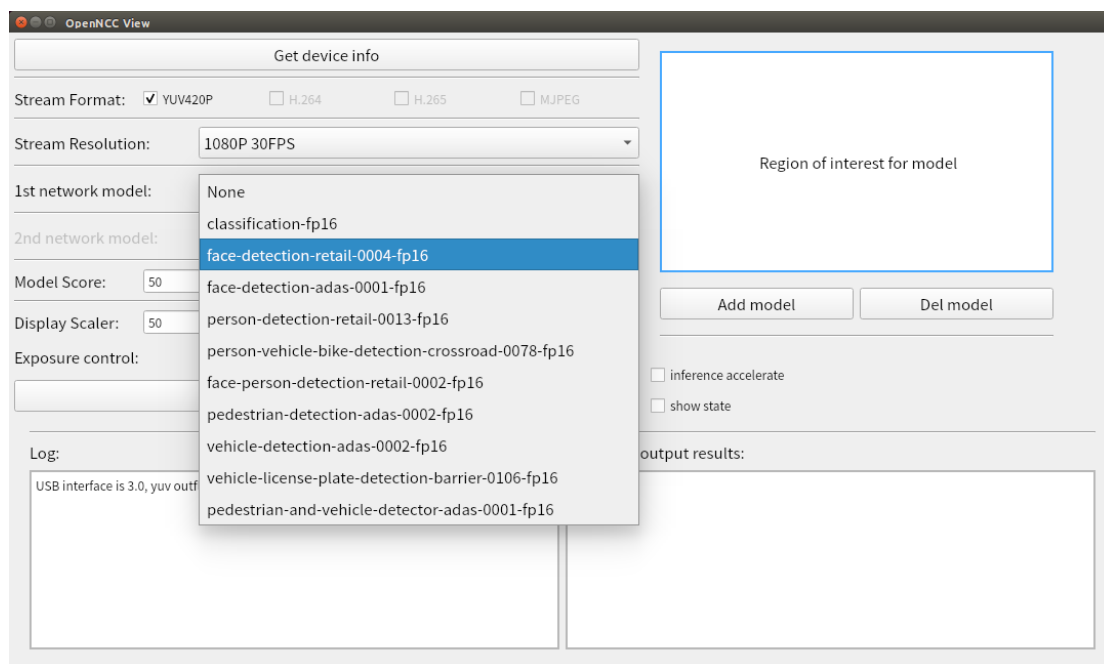 OpenNCC View
Get device info
Stream Format: YUV420P H.264 H.265 MJPEG
Stream Resolution: 1080P 30FPS
Region of interest for model
1st network model:
None
classification-fp16
2nd network model:
face-detection-retail-0004-fp16
Model Score: 50
face-detection-adas-0001-fp16
Add model Del model
Display Scaler: 50
person-detection-retail-0013-fp16
Exposure control:
person-vehicle-bike-detection-crossroad-0078-fp16
inference accelerate
face-person-detection-retail-0002-fp16
show state
pedestrian-detection-adas-0002-fp16
vehicle-detection-adas-0002-fp16
Log:
output results:
vehicle-license-plate-detection-barrier-0106-fp16
USB interface is 3.0, yuv outf
pedestrian-and-vehicle-detector-adas-0001-fp16